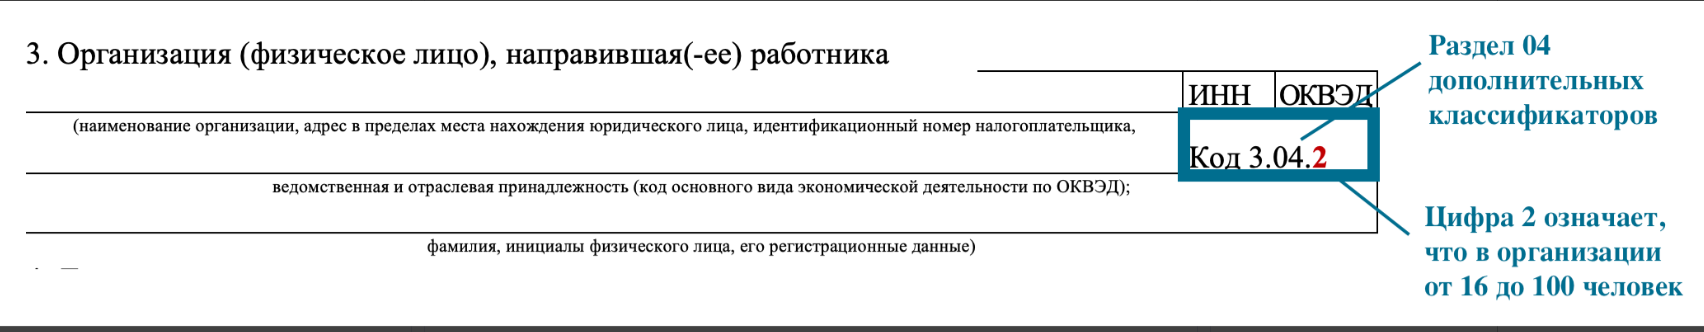 3. Организация (физическое лицо), направившая(-ее) работника
ИНН ОКВЭД
(наименование организации, адрес в пределах места нахождения юридического лица, идентификационный номер налогоплательщика,
Код 3.04.2
ведомственная и отраслевая принадлежность (код основного вида экономической деятельности по ОКВЭД);
фамилия, инициалы физического лица, его регистрационные данные)
Раздел 04
дополнительных
классификаторов
Цифра 2 означает,
что в организации
от 16 до 100 человек